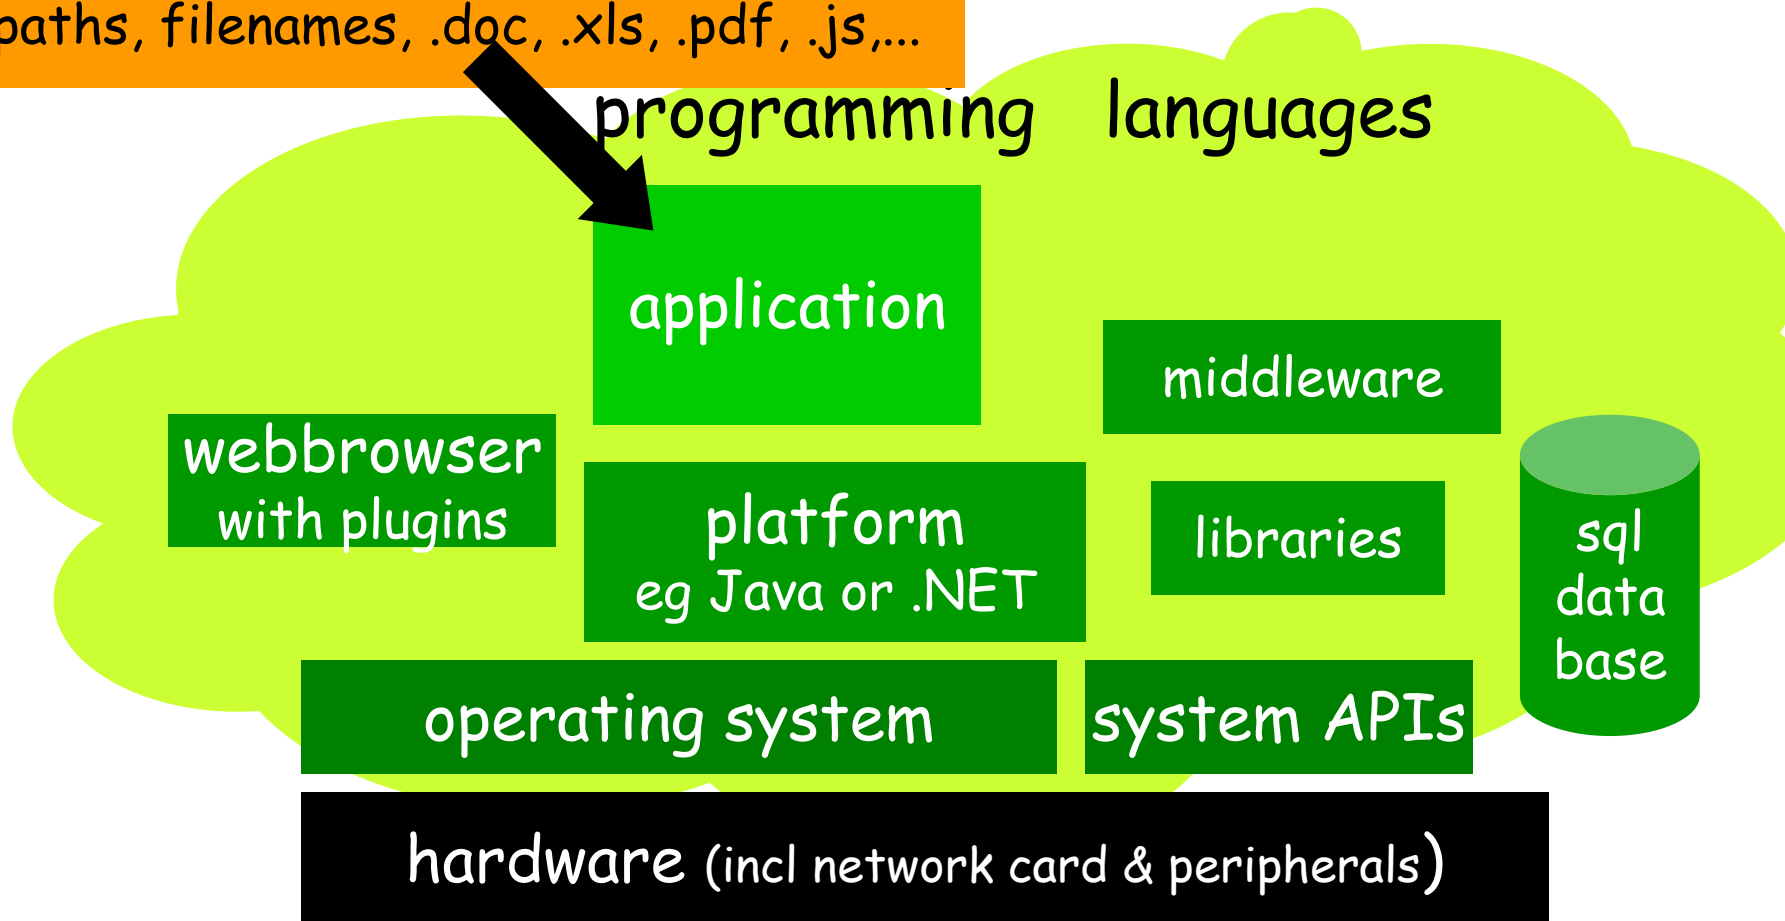 paths, filenames, .doc, .xls, .pdf, .js,...
programming languages
application
middleware
webbrowser
with plugins
platform
eg Java or .NET
libraries
sql
data
base
operating system
system APIs
hardware (incl network card & peripherals)